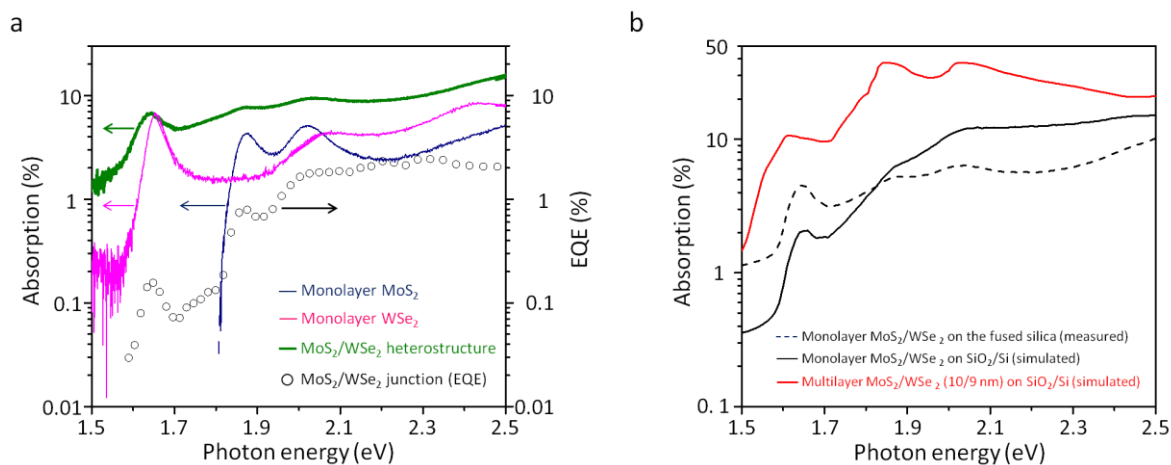 a
Absorption (%)
10
1
0.1
0.01
1.5 1.7 1.9 2.1 2.3 2.5
Photon energy (eV)
10
1
0.1
0.01
EQE (%)
Monolayer MoS₂
Monolayer WSe₂
MoS₂/WSe₂ heterostructure
MoS₂/WSe₂ junction (EQE)
b
Absorption (%)
50
10
1
0.1
1.5 1.7 1.9 2.1 2.3 2.5
Photon energy (eV)
Monolayer MoS₂/WSe₂ on the fused silica (measured)
Monolayer MoS₂/WSe₂ on SiO₂/Si (simulated)
Multilayer MoS₂/WSe₂ (10/9 nm) on SiO₂/Si (simulated)